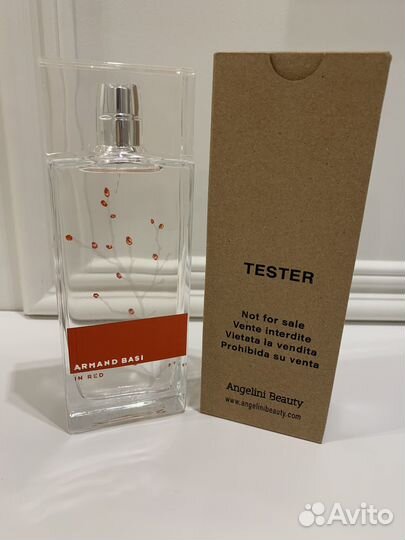 ARMAND BASI
IN RED
TESTER
Not for sale
Vente interdite
Vietata la vendita
Prohibida su venta
Angelini Beauty
www.angelinibeauty.com
Avito